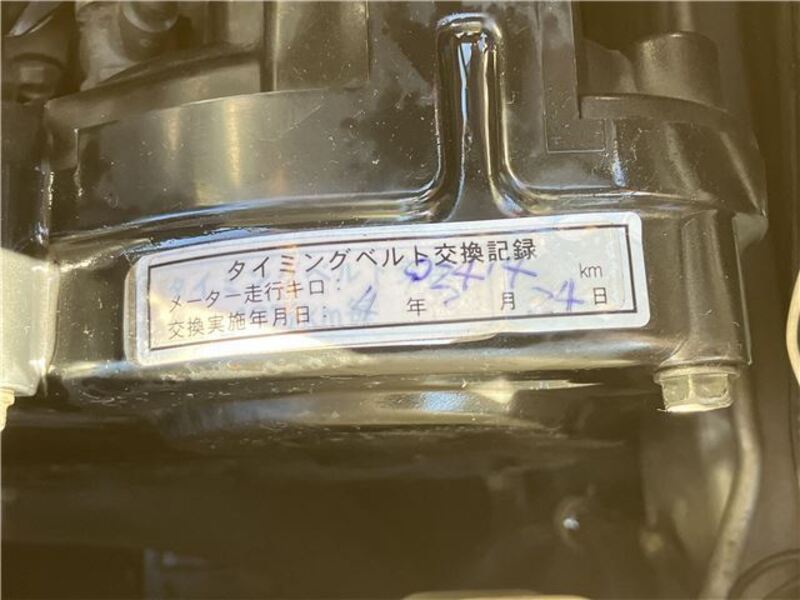 タイミングベルト交換記録
メーター走行キロ： km
交換実施年月日： 4 年 月 24 日